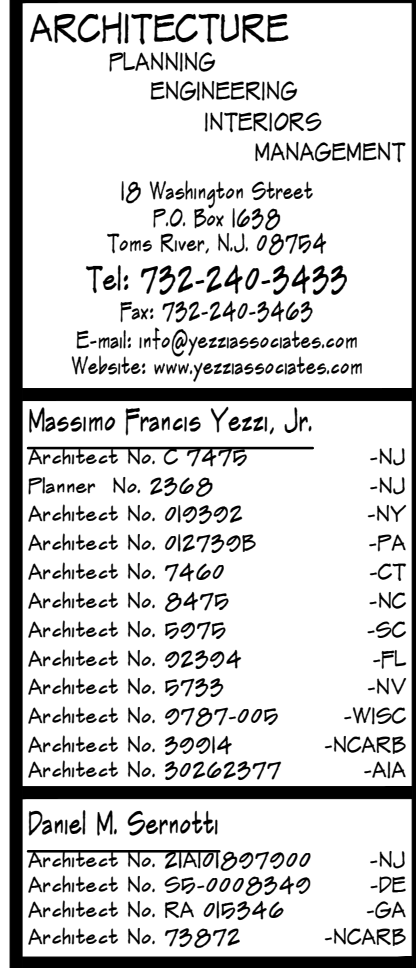 ARCHITECTURE
PLANNING
ENGINEERING
INTERIORS
MANAGEMENT
18 Washington Street
P.O. Box 1638
Toms River, N.J. 08754
Tel: 732-240-3433
Fax: 732-240-3463
E-mail: info@yezziassociates.com
Website: www.yezziassociates.com
Massimo Francis Yezzi, Jr.
Architect No. C 7475 -NJ
Planner No. 2368 -NJ
Architect No. 019392 -NY
Architect No. 012739B -PA
Architect No. 7460 -CT
Architect No. 8475 -NC
Architect No. 5975 -SC
Architect No. 92394 -FL
Architect No. 5733 -NV
Architect No. 9787-005 -WISC
Architect No. 39914 -NCARB
Architect No. 30262377 -AIA
Daniel M. Sernotti
Architect No. 21AI01897900 -NJ
Architect No. S5-0008349 -DE
Architect No. RA 015346 -GA
Architect No. 73872 -NCARB